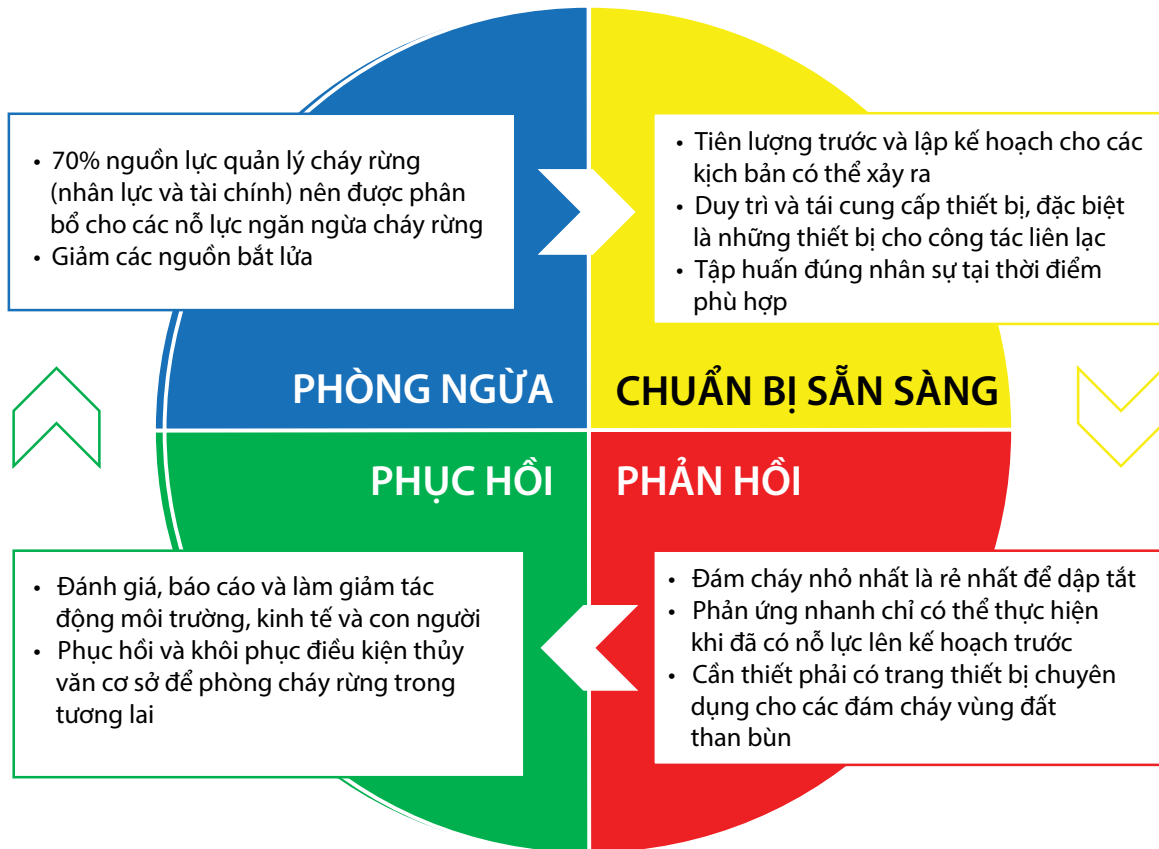 • 70% nguồn lực quản lý cháy rừng
(nhân lực và tài chính) nên được phân
bổ cho các nỗ lực ngăn ngừa cháy rừng
• Giảm các nguồn bắt lửa
• Tiên lượng trước và lập kế hoạch cho các
kịch bản có thể xảy ra
• Duy trì và tái cung cấp thiết bị, đặc biệt
là những thiết bị cho công tác liên lạc
• Tập huấn đúng nhân sự tại thời điểm
phù hợp
PHÒNG NGỪA
CHUẨN BỊ SẴN SÀNG
PHỤC HỒI
PHẢN HỒI
• Đánh giá, báo cáo và làm giảm tác
động môi trường, kinh tế và con người
• Phục hồi và khôi phục điều kiện thủy
văn cơ sở để phòng cháy rừng trong
tương lai
• Đám cháy nhỏ nhất là rẻ nhất để dập tắt
• Phản ứng nhanh chỉ có thể thực hiện
khi đã có nỗ lực lên kế hoạch trước
• Cần thiết phải có trang thiết bị chuyên
dụng cho các đám cháy vùng đất
than bùn